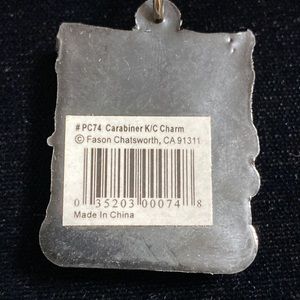 # PC74 Carabiner K/C Charm
© Fason Chatsworth, CA 91311
0 35203 00074 8
Made In China